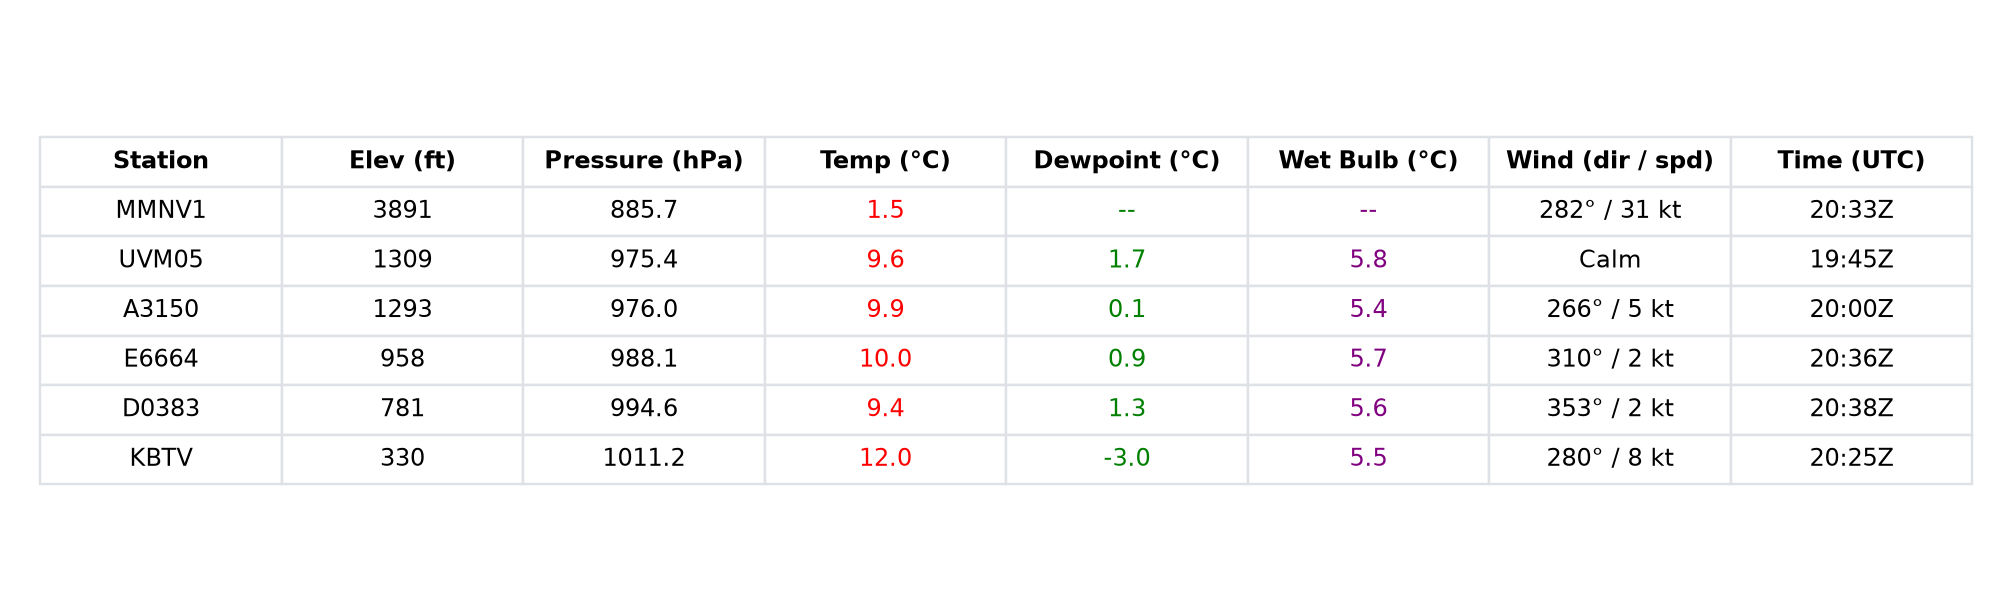 Station Elev (ft) Pressure (hPa) Temp (°C) Dewpoint (°C) Wet Bulb (°C) Wind (dir / spd) Time (UTC)
MMNV1 3891 885.7 1.5 -- -- 282° / 31 kt 20:33Z
UVM05 1309 975.4 9.6 1.7 5.8 Calm 19:45Z
A3150 1293 976.0 9.9 0.1 5.4 266° / 5 kt 20:00Z
E6664 958 988.1 10.0 0.9 5.7 310° / 2 kt 20:36Z
D0383 781 994.6 9.4 1.3 5.6 353° / 2 kt 20:38Z
KBTV 330 1011.2 12.0 -3.0 5.5 280° / 8 kt 20:25Z